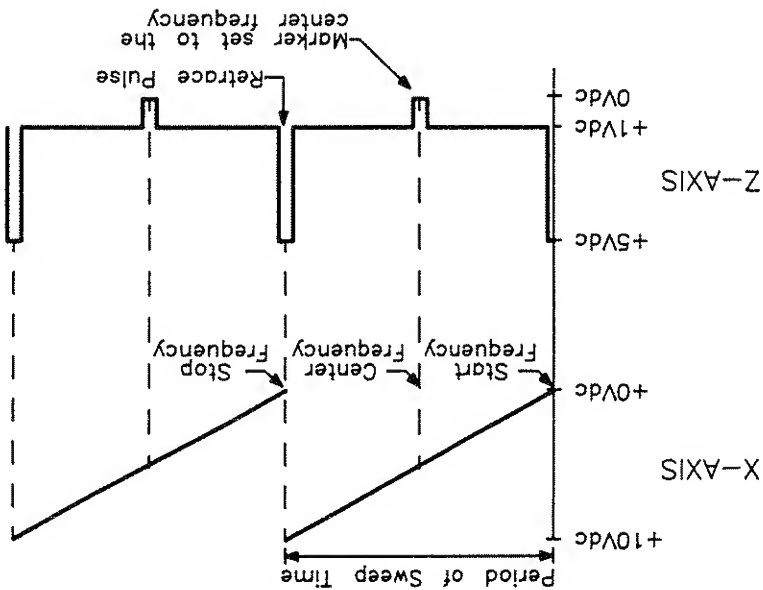 Period of Sweep Time
+10Vdc
X-AXIS
+0Vdc
Start
Frequency
Center
Frequency
Stop
Frequency
+5Vdc
Z-AXIS
+1Vdc
0Vdc
Retrace Pulse
Marker set to the
center frequency